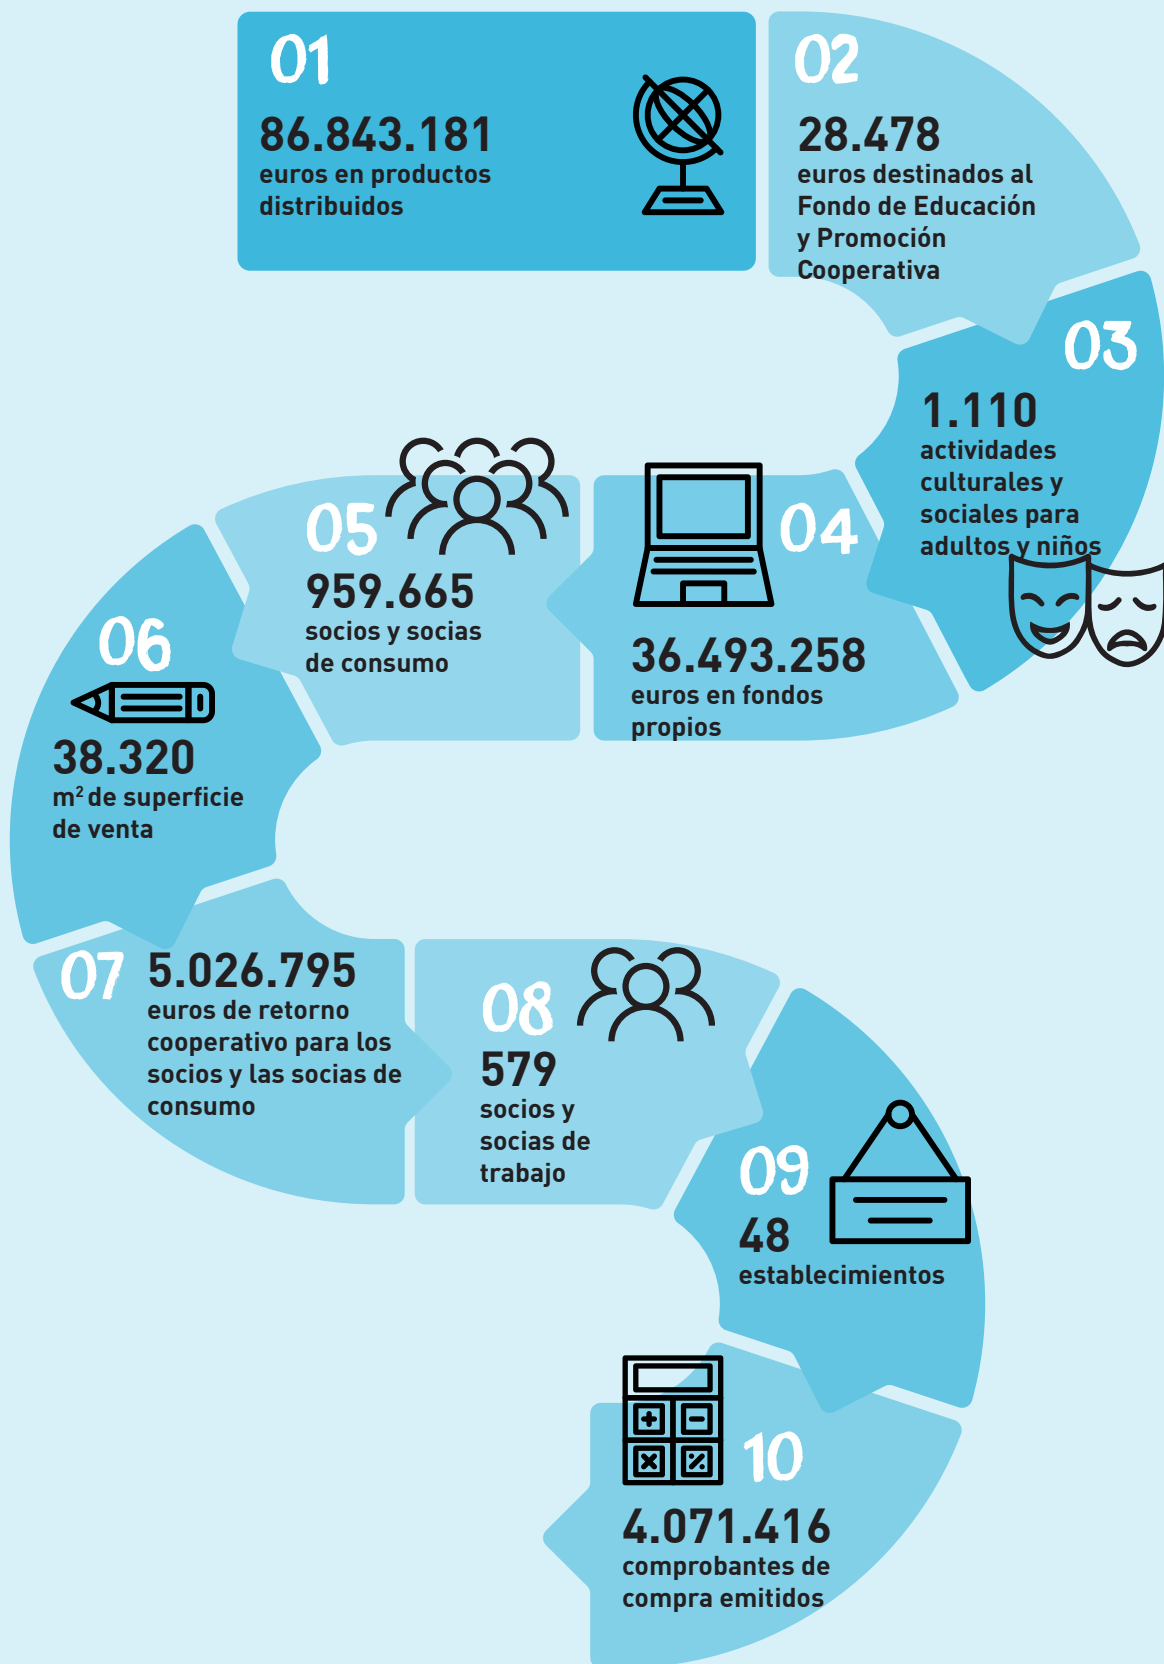 01
86.843.181
euros en productos
distribuidos
02
28.478
euros destinados al
Fondo de Educación
y Promoción
Cooperativa
03
1.110
actividades
culturales y
sociales para
adultos y niños
04
36.493.258
euros en fondos
propios
05
959.665
socios y socias
de consumo
06
38.320
m² de superficie
de venta
07
5.026.795
euros de retorno
cooperativo para los
socios y las socias de
consumo
08
579
socios y
socias de
trabajo
09
48
establecimientos
10
4.071.416
comprobantes de
compra emitidos